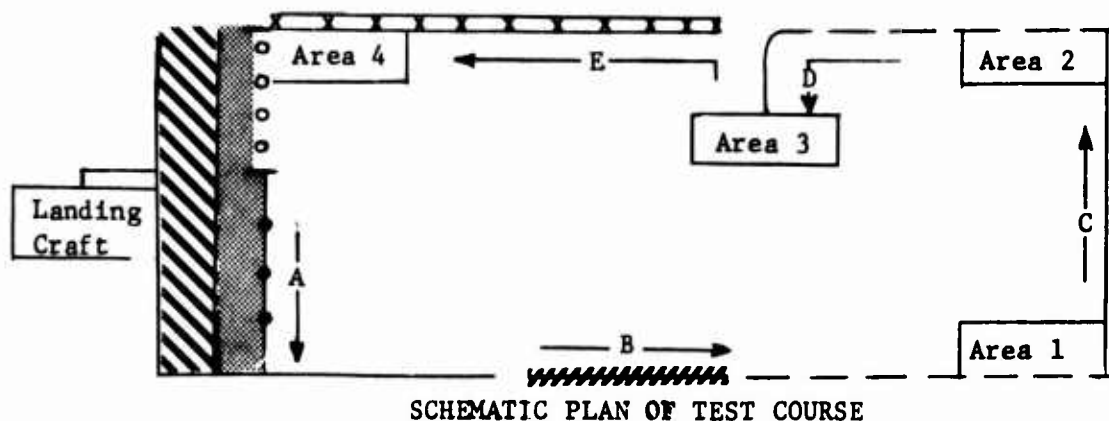 Area 4
E
D
Area 2
Area 3
Landing
Craft
A
C
B
Area 1
SCHEMATIC PLAN OF TEST COURSE